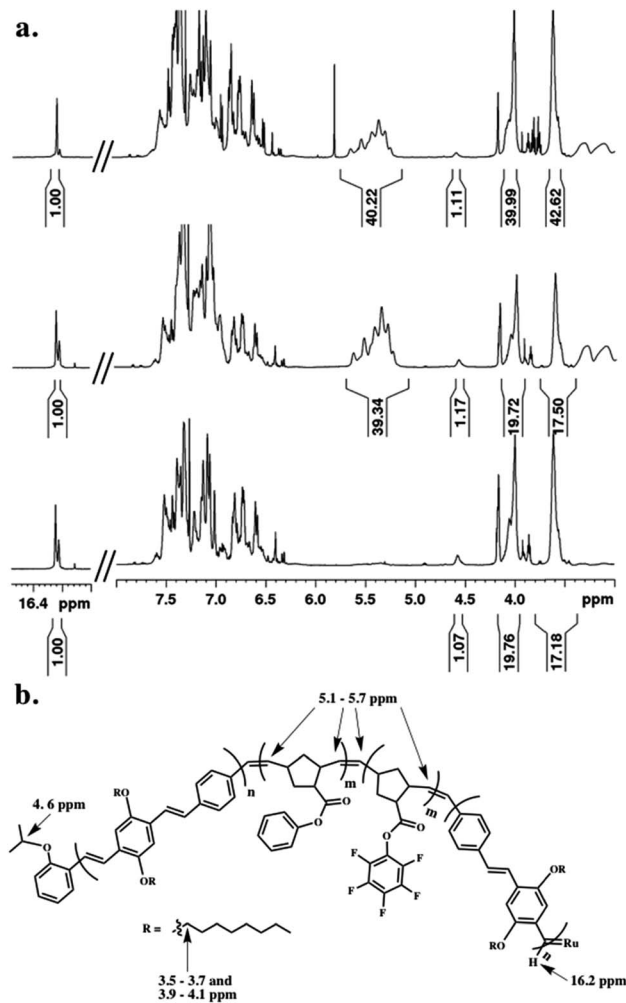 a.
1.00 40.22 1.11 39.99 42.62
1.00 39.34 1.17 19.72 17.50
16.4 ppm 7.5 7.0 6.5 6.0 5.5 5.0 4.5 4.0 ppm
1.00 1.07 19.76 17.18
b.
5.1 - 5.7 ppm
4. 6 ppm
RO
n
m
m
O
O
O
O
O
OR
F
F
F
F
F
OR
RO
Ru
n
H
R =
16.2 ppm
3.5 - 3.7 and
3.9 - 4.1 ppm